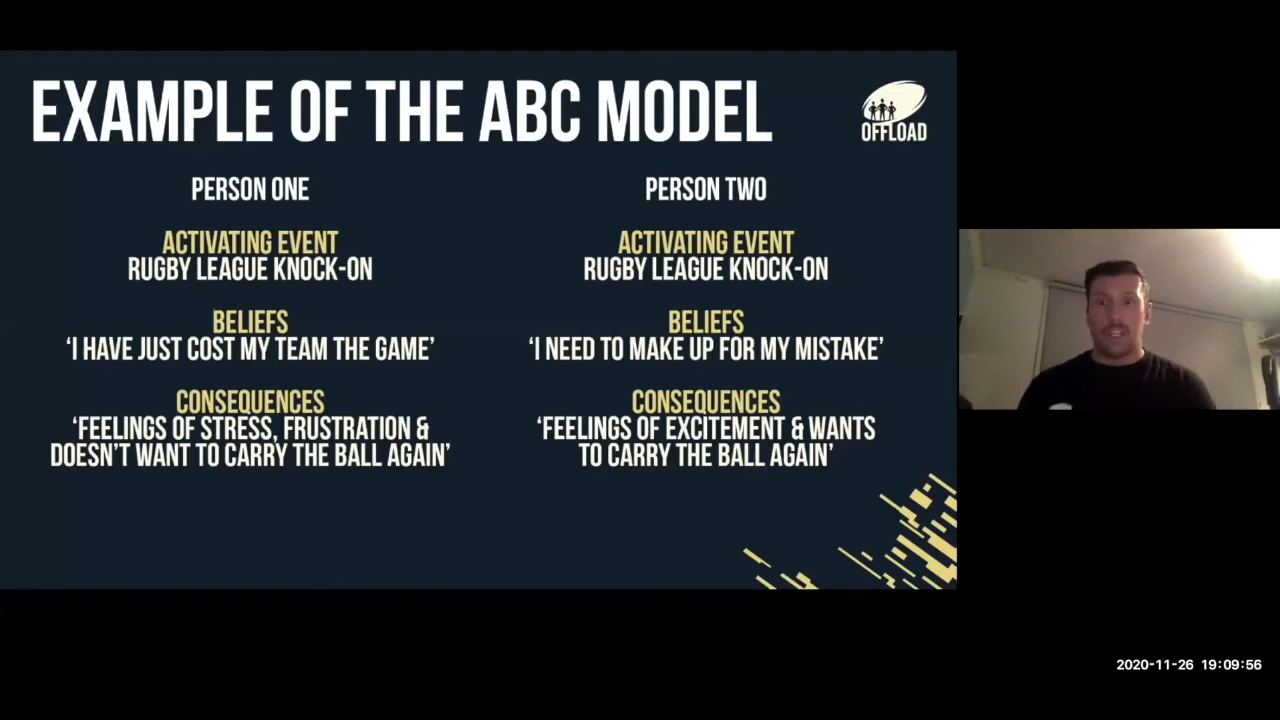 EXAMPLE OF THE ABC MODEL
OFFLOAD
PERSON ONE
ACTIVATING EVENT
RUGBY LEAGUE KNOCK-ON
BELIEFS
‘I HAVE JUST COST MY TEAM THE GAME’
CONSEQUENCES
‘FEELINGS OF STRESS, FRUSTRATION &
DOESN’T WANT TO CARRY THE BALL AGAIN’
PERSON TWO
ACTIVATING EVENT
RUGBY LEAGUE KNOCK-ON
BELIEFS
‘I NEED TO MAKE UP FOR MY MISTAKE’
CONSEQUENCES
‘FEELINGS OF EXCITEMENT & WANTS
TO CARRY THE BALL AGAIN’
2020-11-26 19:09:56